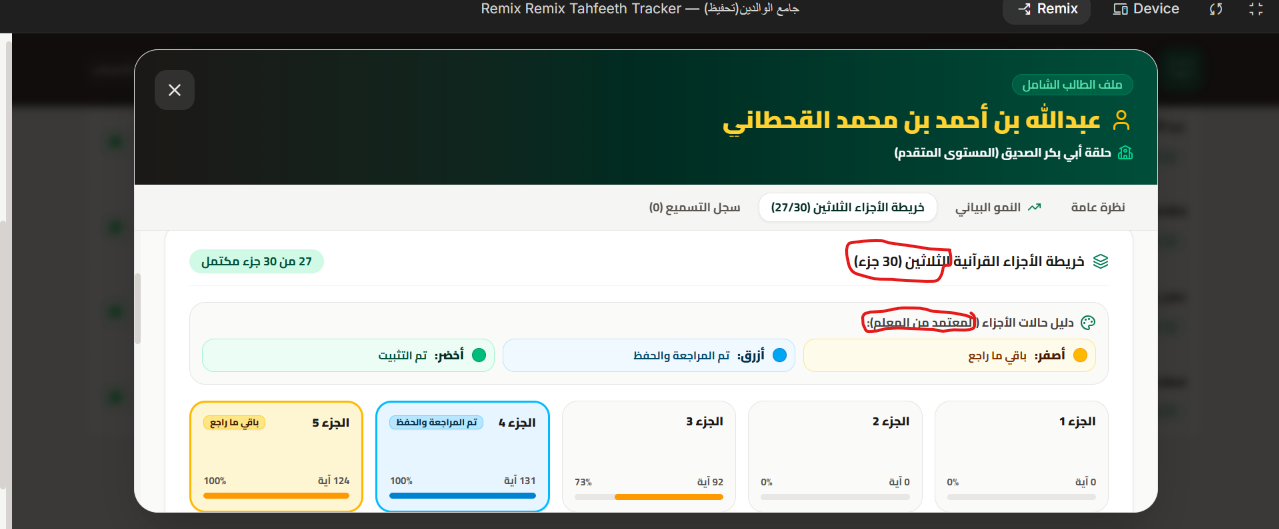 Remix Remix Tahfeeth Tracker — جامع الوالدين(تحفيظ)
Remix
Device
ملف الطالب الشامل
عبدالله بن أحمد بن محمد القحطاني
حلقة أبي بكر الصديق (المستوى المتقدم)
نظرة عامة
النمو البياني
خريطة الأجزاء الثلاثين (27/30)
سجل التسميع (0)
خريطة الأجزاء القرآنية الثلاثين (30 جزء)
27 من 30 جزء مكتمل
دليل حالات الأجزاء (المعتمد من المعلم):
أصفر: باقي ما راجع
أزرق: تم المراجعة والحفظ
أخضر: تم التثبيت
الجزء 1
0 آية
0%
الجزء 2
0 آية
0%
الجزء 3
92 آية
73%
الجزء 4
تم المراجعة والحفظ
131 آية
100%
الجزء 5
باقي ما راجع
124 آية
100%